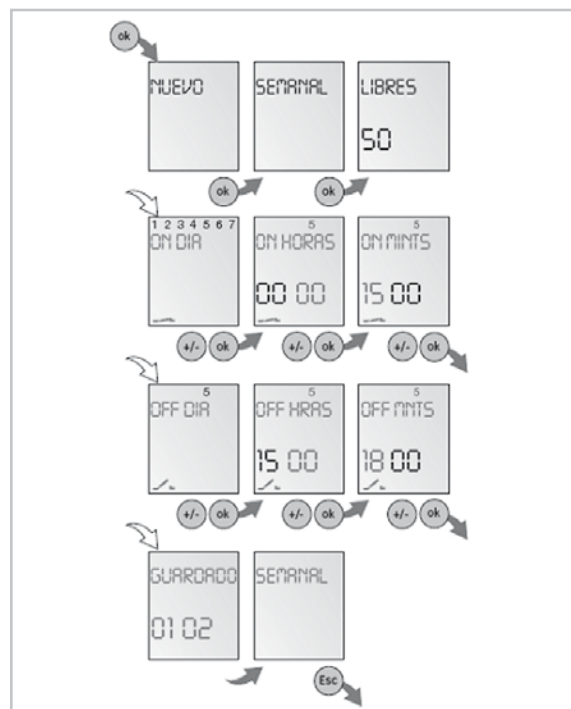 ok
NUEVO
SEMANAL
LIBRES
50
ok
ok
1 2 3 4 5 6 7
ON DIA
5
ON HORAS
00 00
5
ON MINTS
15 00
+/- ok
+/- ok
+/- ok
5
OFF DIA
5
OFF HRAS
15 00
5
OFF MNTS
18 00
+/- ok
+/- ok
+/- ok
GUARDADO
01 02
SEMANAL
Esc